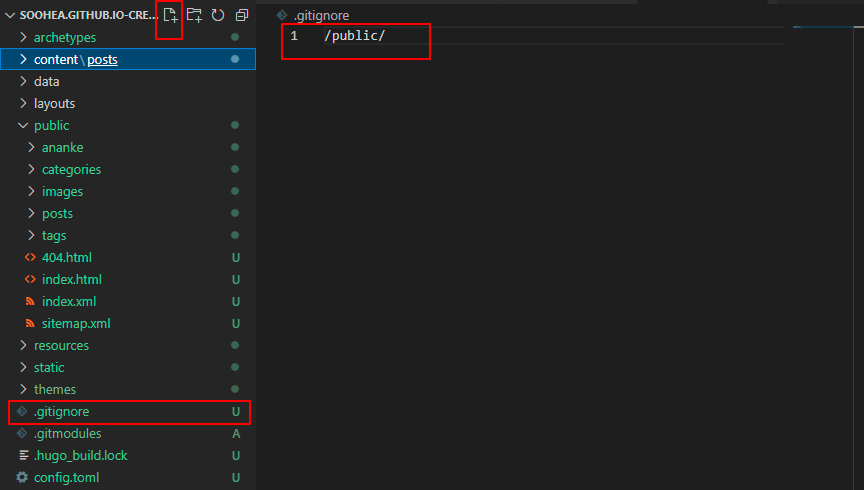 SOOHEA.GITHUB.IO-CRE...
archetypes
content\posts
data
layouts
public
ananke
categories
images
posts
tags
404.html U
index.html U
index.xml U
sitemap.xml U
resources
static
themes
.gitignore U
.gitmodules A
.hugo_build.lock U
config.toml U
.gitignore
1 /public/